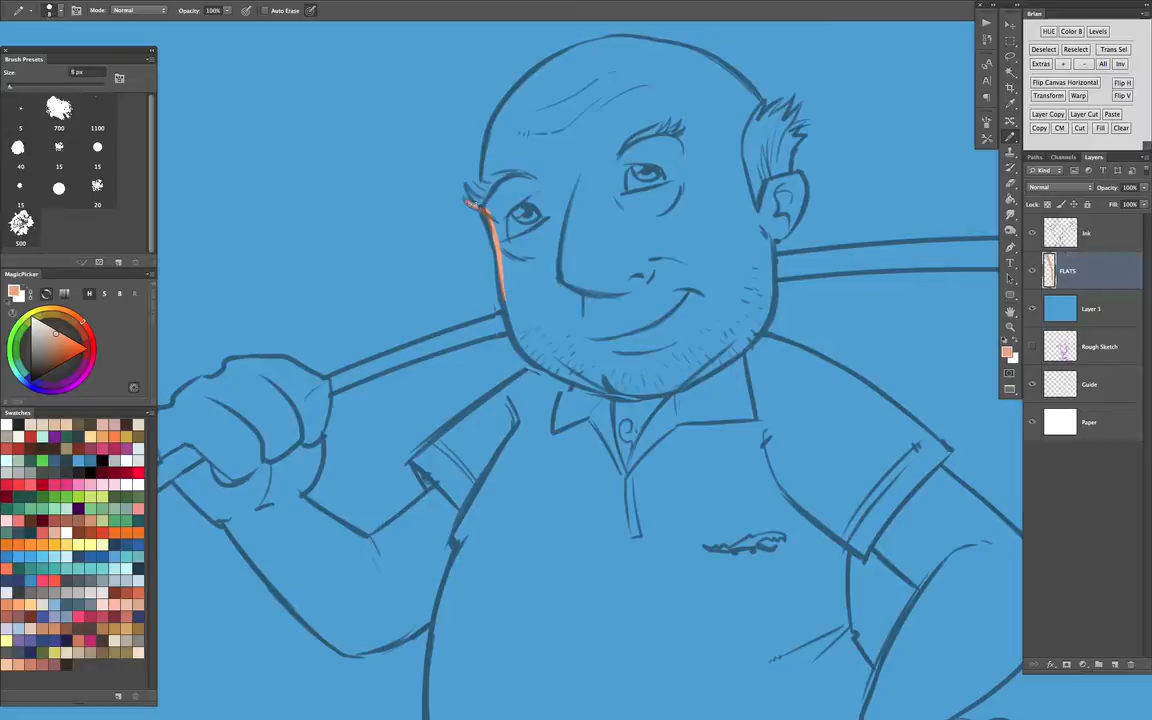 Mode: Normal Opacity: 100% Auto Erase
8
Brush Presets
Size: 8 px
5 700 1100
40 15 15
15 20
500
MagicPicker
H S B
Swatches
Brian
HUE Color B Levels
Deselect Reselect Trans Sel
Extras + - All Inv
Flip Canvas Horizontal Flip H
Transform Warp Flip V
Layer Copy Layer Cut Paste
Copy CM Cut Fill Clear
Paths Channels Layers
Kind
Normal Opacity: 100%
Lock: Fill: 100%
Ink
FLATS
Layer 1
Rough Sketch
Guide
Paper